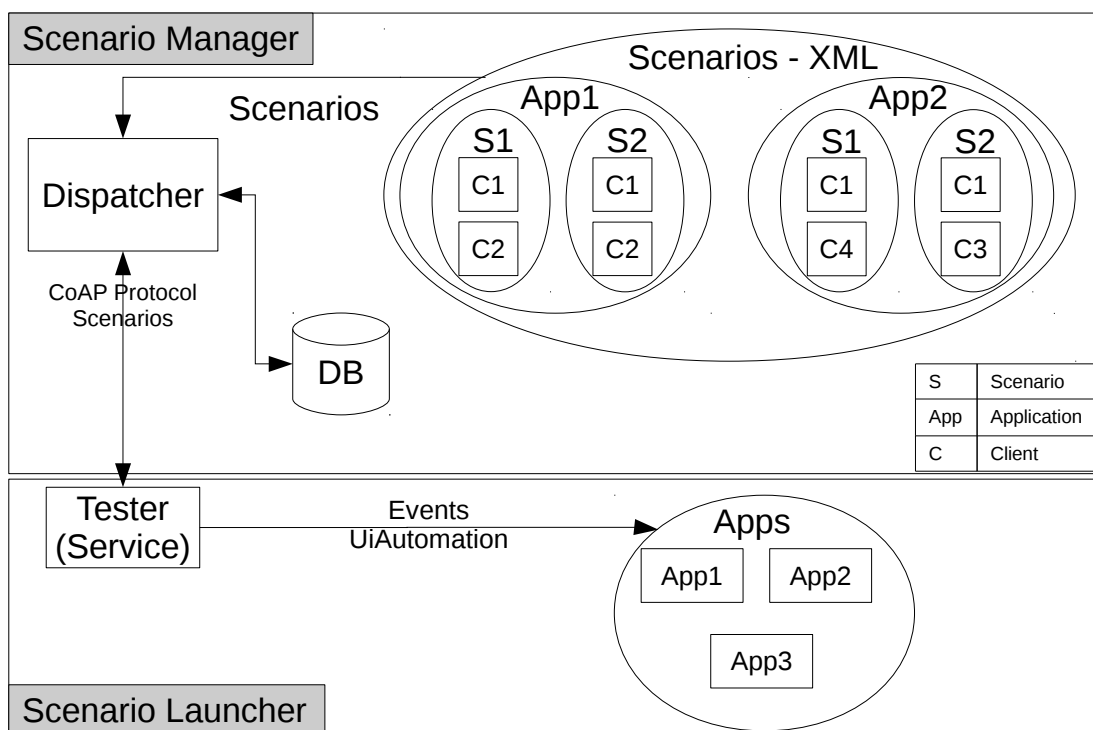 Scenario Manager
Scenarios - XML
Scenarios
App1
App2
S1
S2
S1
S2
C1
C1
C1
C1
C2
C2
C4
C3
Dispatcher
CoAP Protocol
Scenarios
DB
S Scenario
App Application
C Client
Tester
(Service)
Events
UiAutomation
Apps
App1
App2
App3
Scenario Launcher